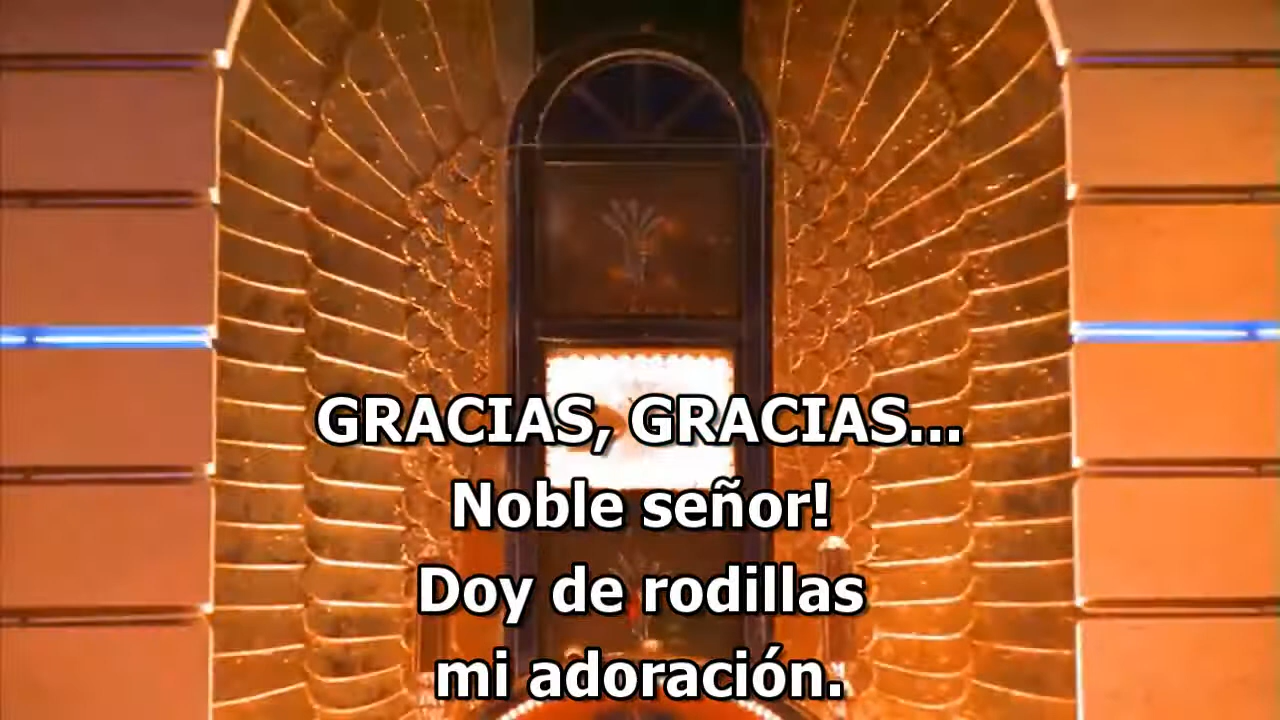 GRACIAS, GRACIAS...
Noble señor!
Doy de rodillas
mi adoración.